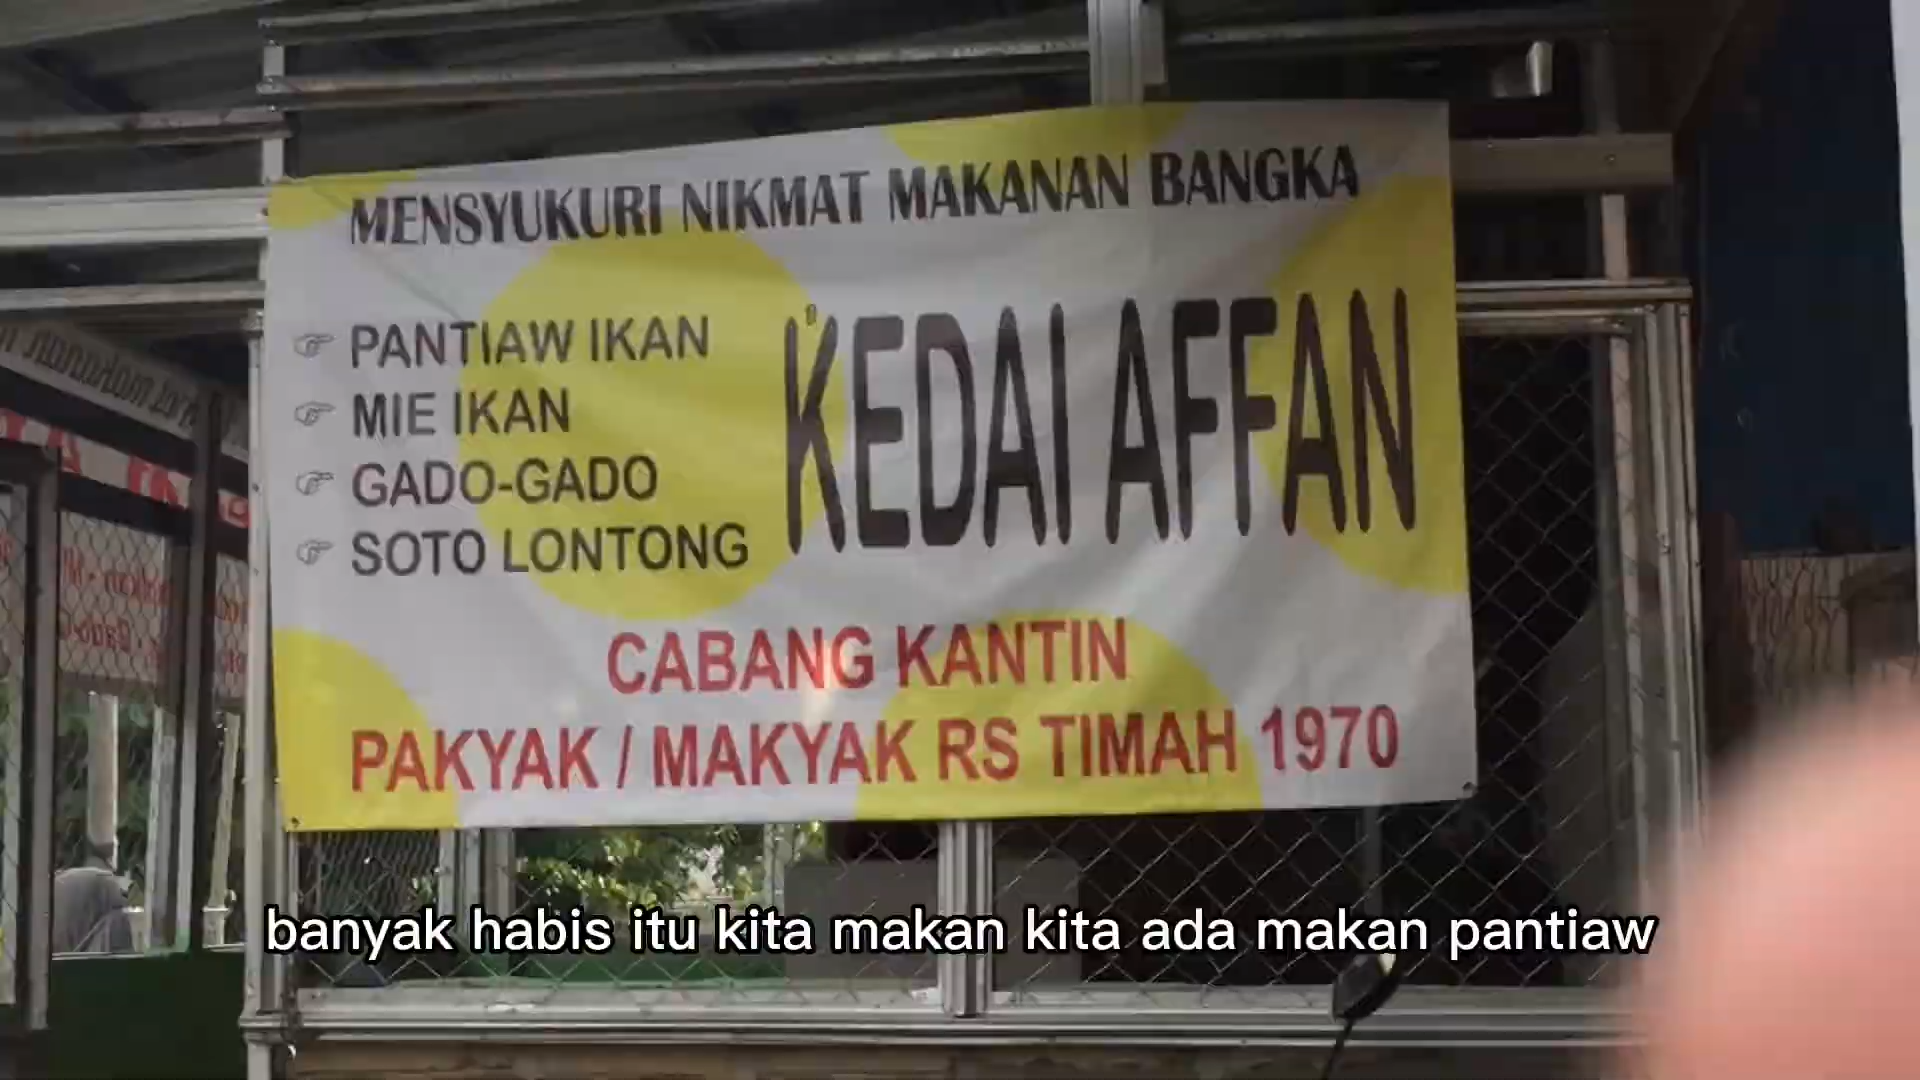 MENSYUKURI NIKMAT MAKANAN BANGKA
PANTIAW IKAN
MIE IKAN
GADO-GADO
SOTO LONTONG
KEDAI AFFAN
CABANG KANTIN
PAKYAK / MAKYAK RS TIMAH 1970
banyak habis itu kita makan kita ada makan pantiaw